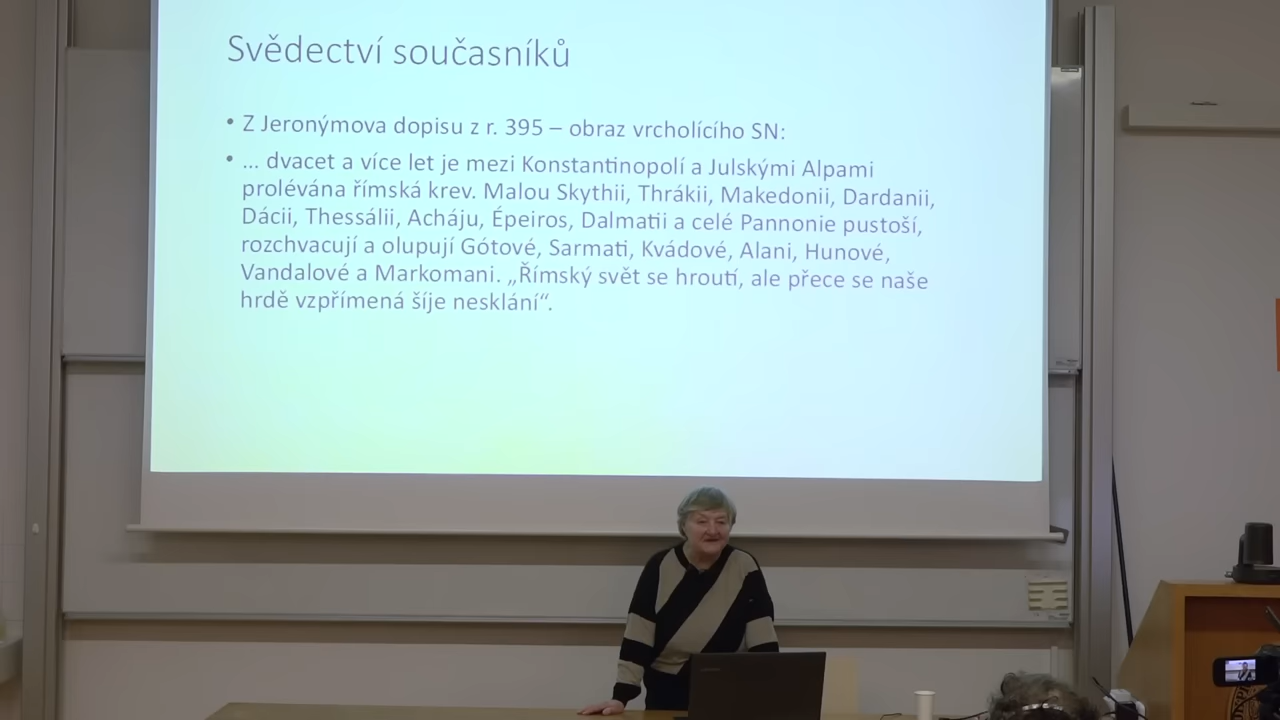 Svědectví současníků
• Z Jeronýmova dopisu z r. 395 – obraz vrcholícího SN:
• ... dvacet a více let je mezi Konstantinopolí a Julskými Alpami
prolévána římská krev. Malou Skythii, Thrákii, Makedonii, Dardanii,
Dácii, Thessálii, Acháju, Épeiros, Dalmatii a celé Pannonie pustoší,
rozchvacují a olupují Gótové, Sarmati, Kvádové, Alani, Hunové,
Vandalové a Markomani. „Římský svět se hroutí, ale přece se naše
hrdě vzpřímená šíje nesklání“.